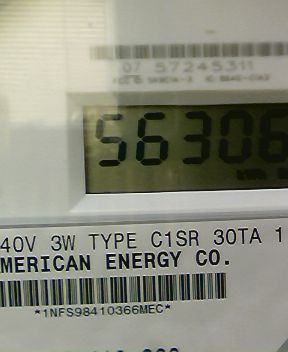 07 57245311
56306
40V 3W TYPE C1SR 30TA 1
MERICAN ENERGY CO.
*1NFS98410366MEC*